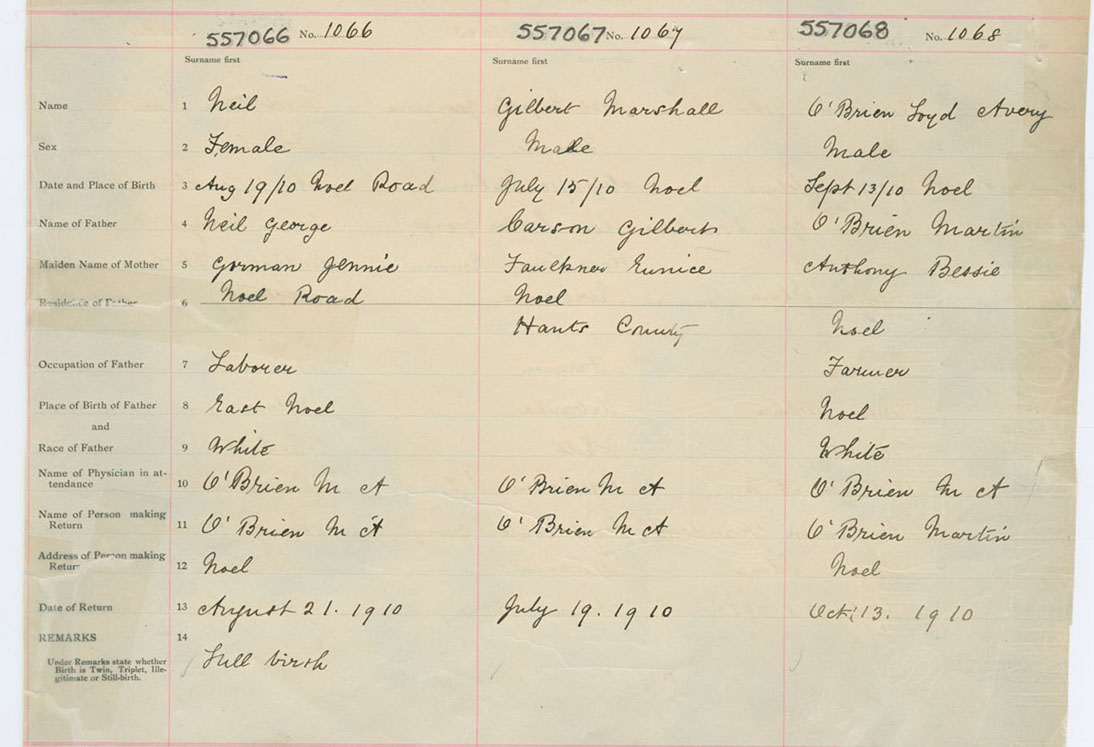 557066 No. 1066 557067 No. 1067 557068 No. 1068
Surname first Surname first Surname first
Name 1 Neil Gilbert Marshall O'Brien Loyd Avery
Sex 2 Female Male Male
Date and Place of Birth 3 Aug 19/10 Noel Road July 15/10 Noel Sept 13/10 Noel
Name of Father 4 Neil George Carson Gilbert O'Brien Martin
Maiden Name of Mother 5 Gorman Jennie Faulkner Eunice Anthony Bessie
Residence of Father 6 Noel Road Noel
Hants County Noel
Occupation of Father 7 Laborer Farmer
Place of Birth of Father 8 East Noel Noel
and
Race of Father 9 White White
Name of Physician in at-
tendance 10 O'Brien M A O'Brien M A O'Brien M A
Name of Person making
Return 11 O'Brien M A O'Brien M A O'Brien Martin
Address of Person making
Return 12 Noel Noel
Date of Return 13 August 21. 1910 July 19. 1910 Oct. 13. 1910
REMARKS 14
Under Remarks state whether
Birth is Twin, Triplet, Ille-
gitimate or Still-birth.
birth